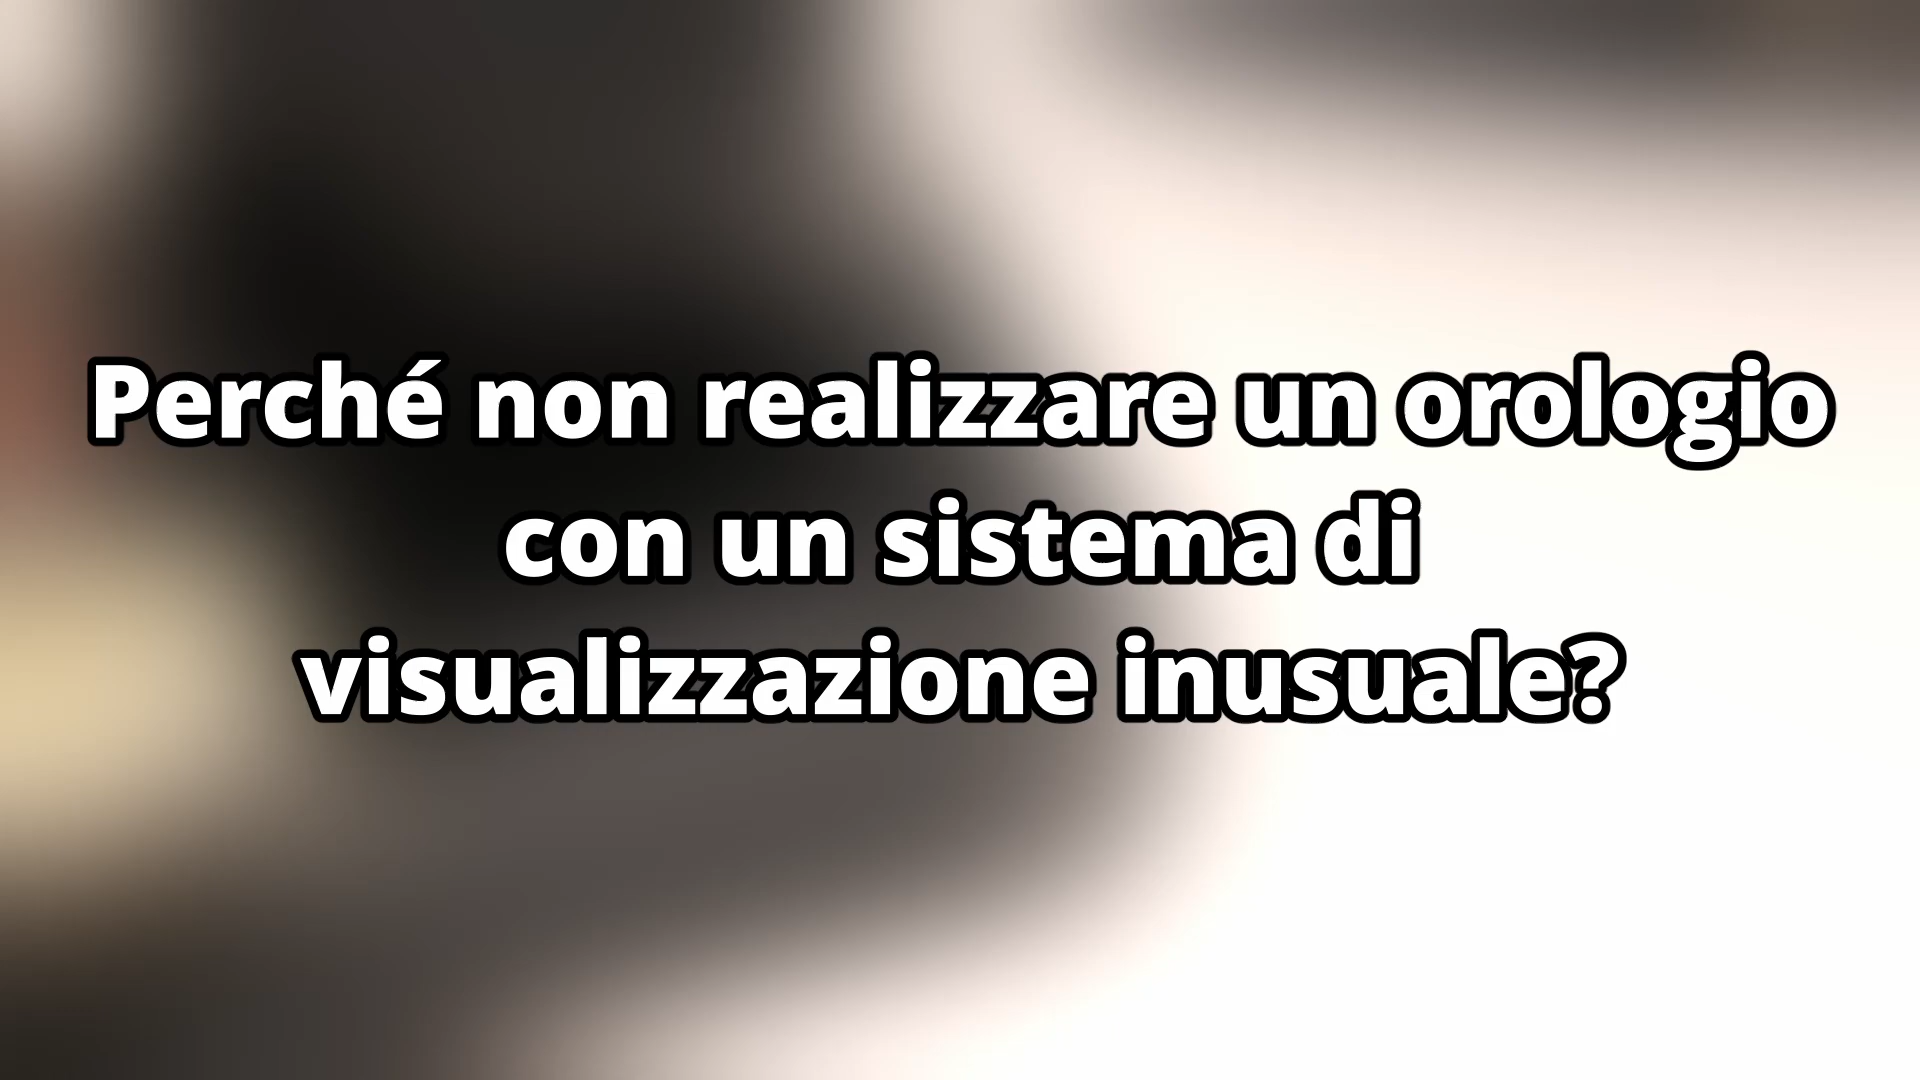 Perché non realizzare un orologio
con un sistema di
visualizzazione inusuale?